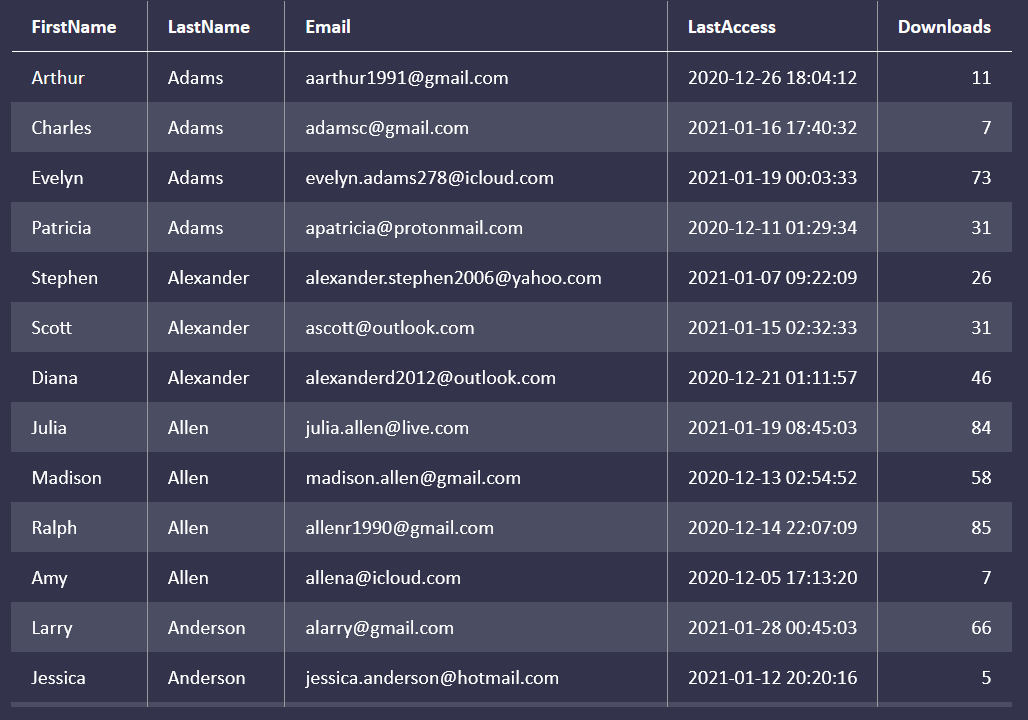 FirstName LastName Email LastAccess Downloads
Arthur Adams aarthur1991@gmail.com 2020-12-26 18:04:12 11
Charles Adams adamsc@gmail.com 2021-01-16 17:40:32 7
Evelyn Adams evelyn.adams278@icloud.com 2021-01-19 00:03:33 73
Patricia Adams apatricia@protonmail.com 2020-12-11 01:29:34 31
Stephen Alexander alexander.stephen2006@yahoo.com 2021-01-07 09:22:09 26
Scott Alexander ascott@outlook.com 2021-01-15 02:32:33 31
Diana Alexander alexanderd2012@outlook.com 2020-12-21 01:11:57 46
Julia Allen julia.allen@live.com 2021-01-19 08:45:03 84
Madison Allen madison.allen@gmail.com 2020-12-13 02:54:52 58
Ralph Allen allenr1990@gmail.com 2020-12-14 22:07:09 85
Amy Allen allena@icloud.com 2020-12-05 17:13:20 7
Larry Anderson alarry@gmail.com 2021-01-28 00:45:03 66
Jessica Anderson jessica.anderson@hotmail.com 2021-01-12 20:20:16 5